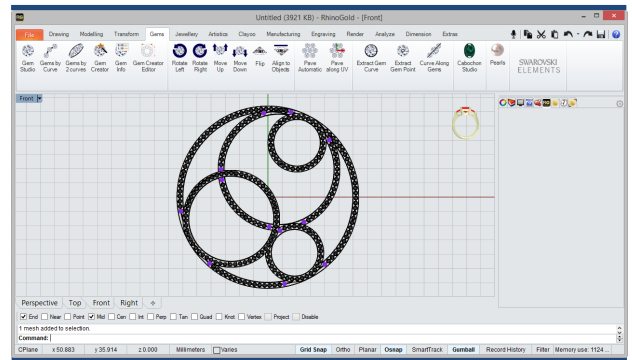 Untitled (3921 KB) - RhinoGold - [Front]
File Drawing Modelling Transform Gems Jewellery Artistics Clayoo Manufacturing Engraving Render Analyze Dimension Extras
Gem Studio Gems by Curve Gems by 2 curves Gem Creator Gem Info Gem Creator Editor Rotate Left Rotate Right Move Up Move Down Flip Align to Objects Pave Automatic Pave along UV Extract Gem Curve Extract Gem Point Curve Along Gems Cabochon Studio Pearls SWAROVSKI ELEMENTS
Front
Perspective Top Front Right
End Near Point Mid Cen Int Perp Tan Quad Knot Vertex Project Disable
1 mesh added to selection.
Command:
CPlane x 50.883 y 35.914 z 0.000 Millimeters Varies Grid Snap Ortho Planar Osnap SmartTrack Gumball Record History Filter Memory use: 1124 ...